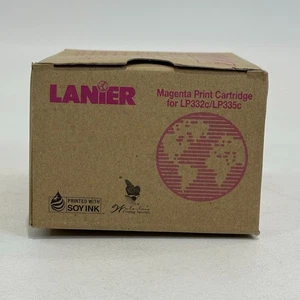 LANIER
Magenta Print Cartridge
for LP332c/LP335c
PRINTED WITH
SOY INK